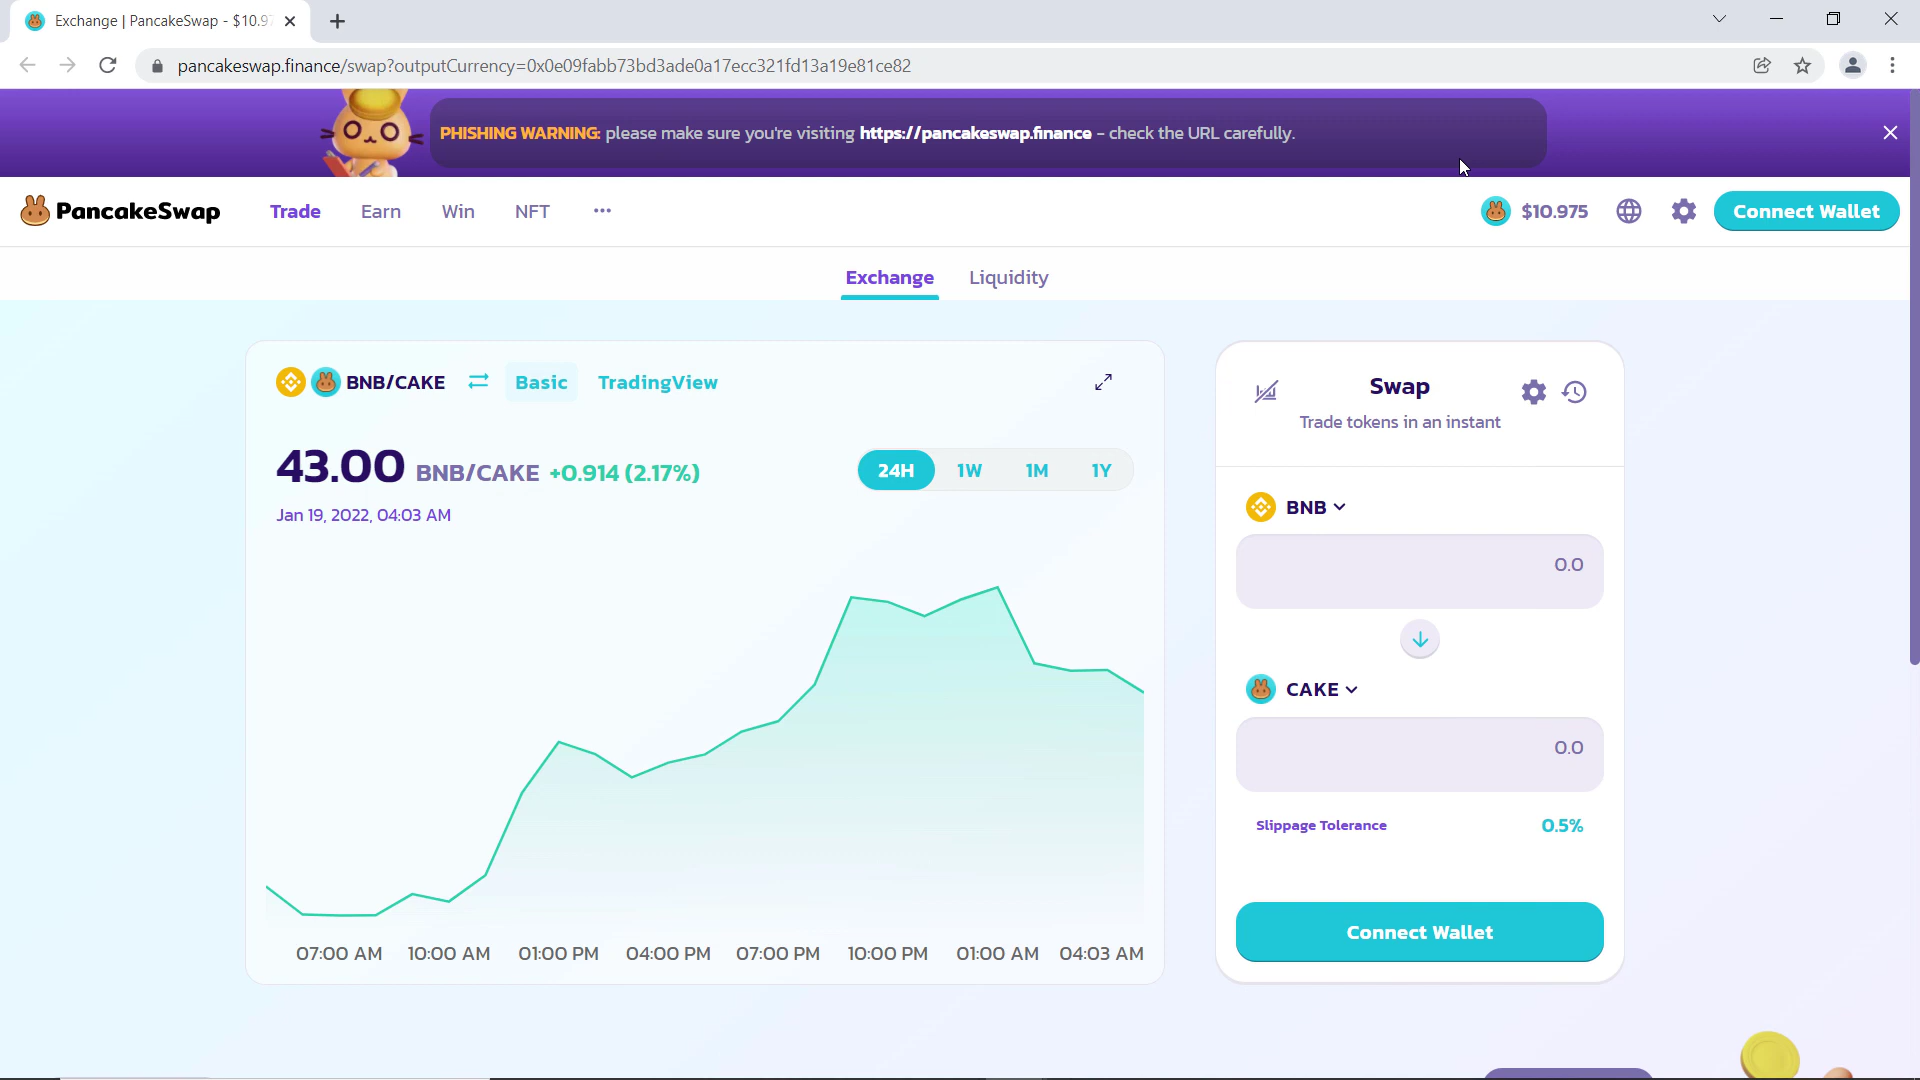 Exchange | PancakeSwap - $10.97
pancakeswap.finance/swap?outputCurrency=0x0e09fabb73bd3ade0a17ecc321fd13a19e81ce82
PHISHING WARNING: please make sure you're visiting https://pancakeswap.finance - check the URL carefully.
PancakeSwap Trade Earn Win NFT $10.975 Connect Wallet
Exchange Liquidity
BNB/CAKE Basic TradingView
43.00 BNB/CAKE +0.914 (2.17%)
24H 1W 1M 1Y
Jan 19, 2022, 04:03 AM
07:00 AM 10:00 AM 01:00 PM 04:00 PM 07:00 PM 10:00 PM 01:00 AM 04:03 AM
Swap
Trade tokens in an instant
BNB
0.0
CAKE
0.0
Slippage Tolerance 0.5%
Connect Wallet